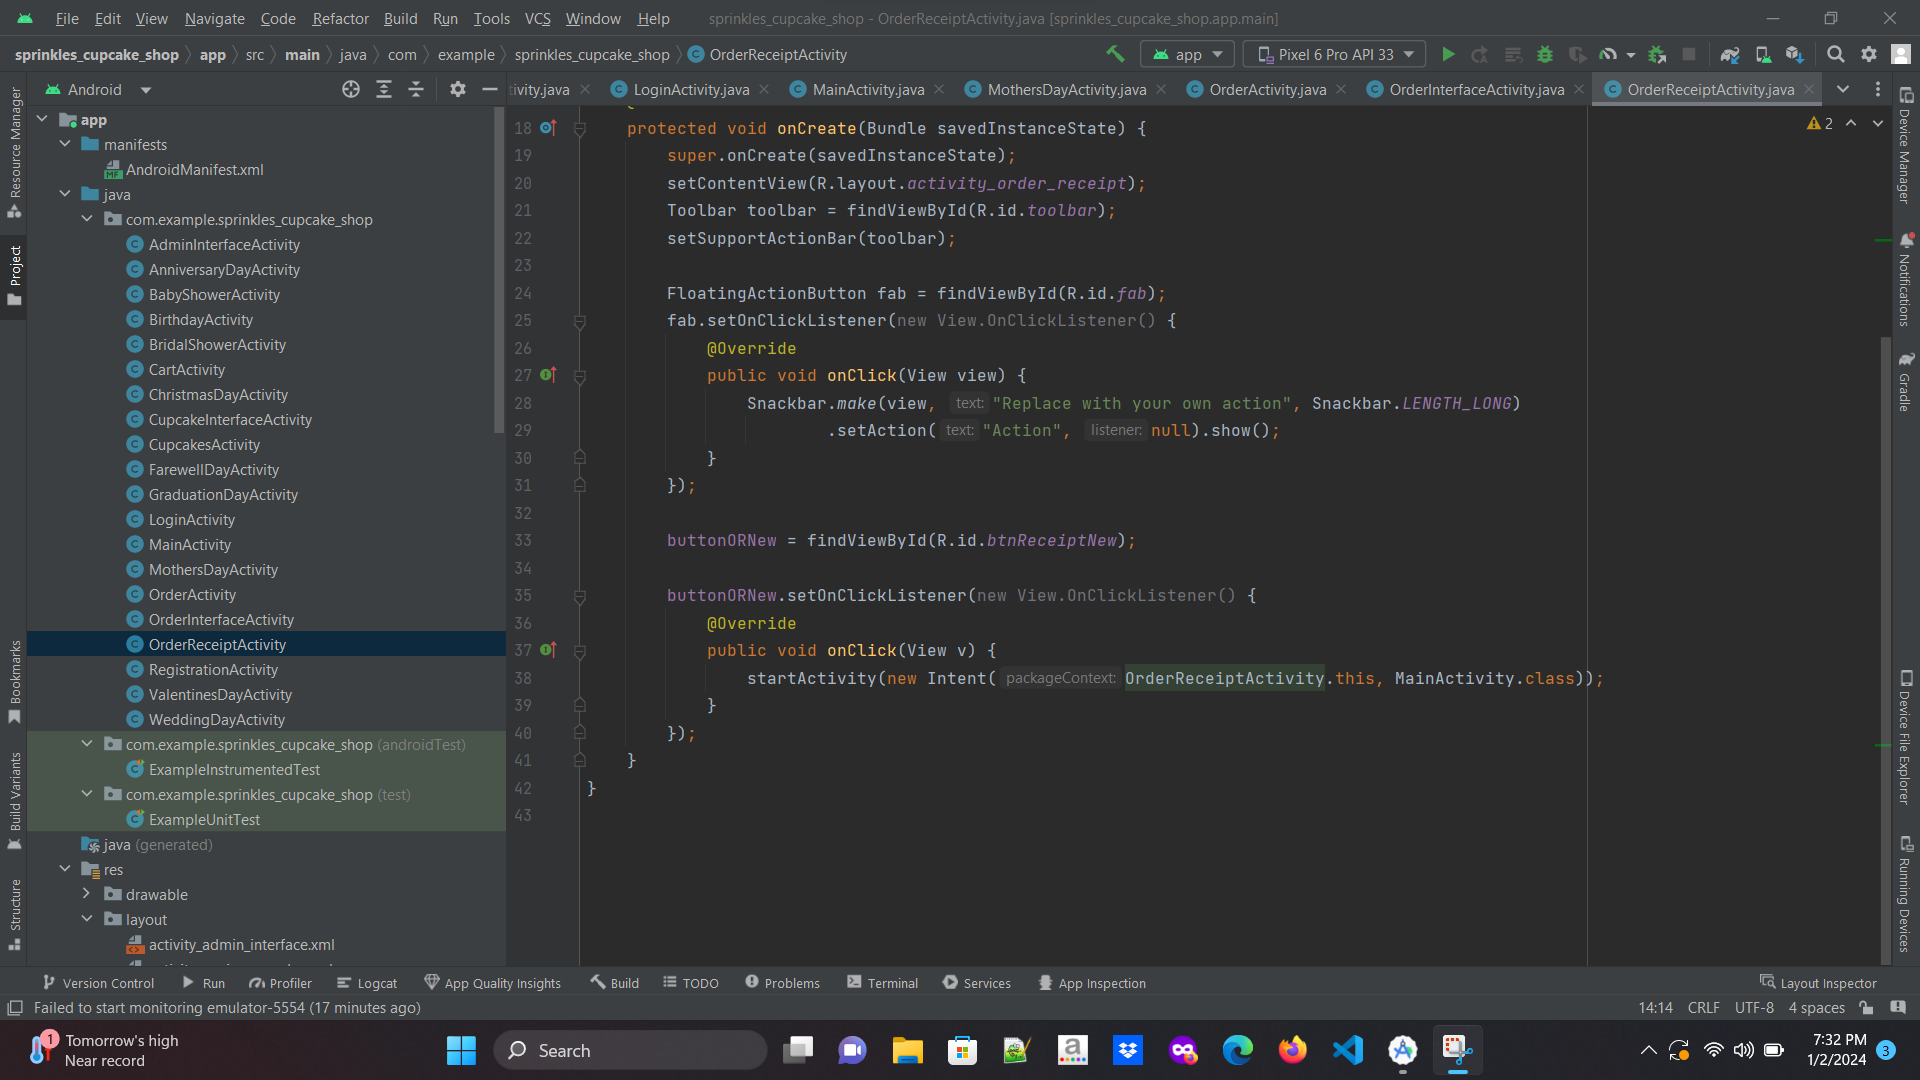 File Edit View Navigate Code Refactor Build Run Tools VCS Window Help sprinkles_cupcake_shop - OrderReceiptActivity.java [sprinkles_cupcake_shop.app.main]
sprinkles_cupcake_shop app src main java com example sprinkles_cupcake_shop OrderReceiptActivity app Pixel 6 Pro API 33
Android
tivity.java LoginActivity.java MainActivity.java MothersDayActivity.java OrderActivity.java OrderInterfaceActivity.java OrderReceiptActivity.java
Resource Manager
Project
Bookmarks
Build Variants
Structure
app
manifests
AndroidManifest.xml
java
com.example.sprinkles_cupcake_shop
AdminInterfaceActivity
AnniversaryDayActivity
BabyShowerActivity
BirthdayActivity
BridalShowerActivity
CartActivity
ChristmasDayActivity
CupcakeInterfaceActivity
CupcakesActivity
FarewellDayActivity
GraduationDayActivity
LoginActivity
MainActivity
MothersDayActivity
OrderActivity
OrderInterfaceActivity
OrderReceiptActivity
RegistrationActivity
ValentinesDayActivity
WeddingDayActivity
com.example.sprinkles_cupcake_shop (androidTest)
ExampleInstrumentedTest
com.example.sprinkles_cupcake_shop (test)
ExampleUnitTest
java (generated)
res
drawable
layout
activity_admin_interface.xml
2
18 protected void onCreate(Bundle savedInstanceState) {
19 super.onCreate(savedInstanceState);
20 setContentView(R.layout.activity_order_receipt);
21 Toolbar toolbar = findViewById(R.id.toolbar);
22 setSupportActionBar(toolbar);
23
24 FloatingActionButton fab = findViewById(R.id.fab);
25 fab.setOnClickListener(new View.OnClickListener() {
26 @Override
27 public void onClick(View view) {
28 Snackbar.make(view, text: "Replace with your own action", Snackbar.LENGTH_LONG)
29 .setAction( text: "Action", listener: null).show();
30 }
31 });
32
33 buttonORNew = findViewById(R.id.btnReceiptNew);
34
35 buttonORNew.setOnClickListener(new View.OnClickListener() {
36 @Override
37 public void onClick(View v) {
38 startActivity(new Intent( packageContext: OrderReceiptActivity.this, MainActivity.class));
39 }
40 });
41 }
42 }
43
Device Manager
Notifications
Gradle
Device File Explorer
Running Devices
Version Control Run Profiler Logcat App Quality Insights Build TODO Problems Terminal Services App Inspection Layout Inspector
Failed to start monitoring emulator-5554 (17 minutes ago) 14:14 CRLF UTF-8 4 spaces
1 Tomorrow's high
Near record
Search
7:32 PM
1/2/2024
3